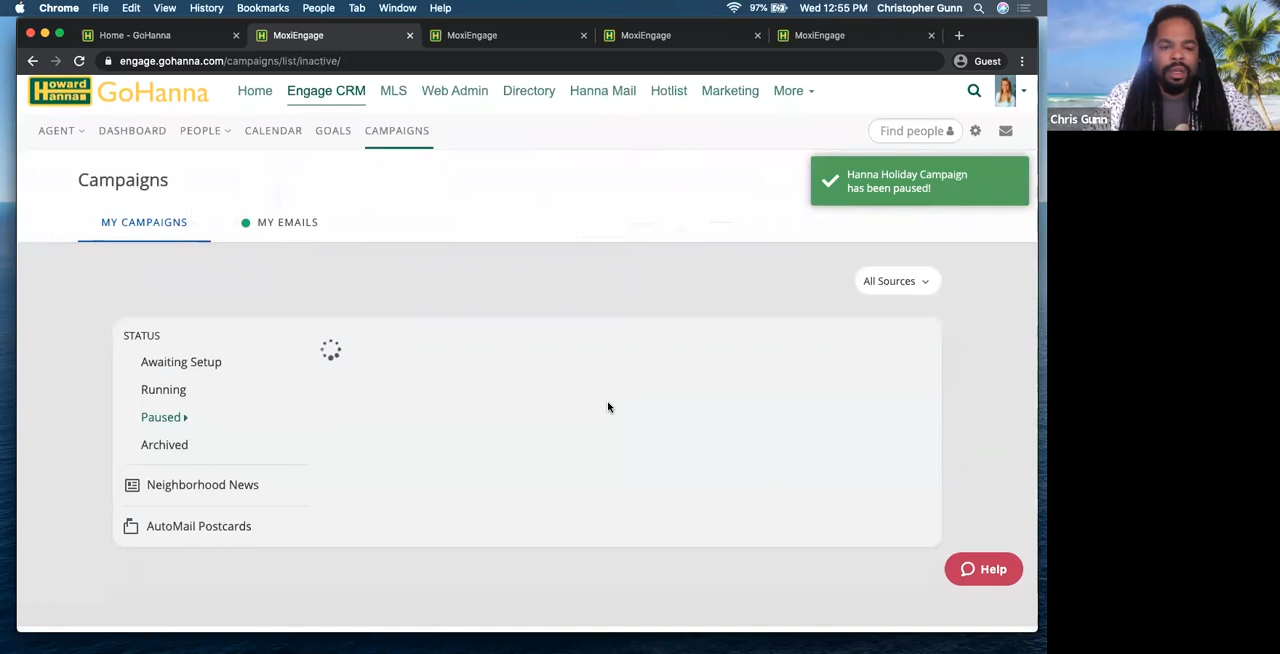 Chrome File Edit View History Bookmarks People Tab Window Help 97% Wed 12:55 PM Christopher Gunn
Home - GoHanna MoxiEngage MoxiEngage MoxiEngage MoxiEngage
engage.gohanna.com/campaigns/list/inactive/ Guest
Howard Hanna GoHanna Home Engage CRM MLS Web Admin Directory Hanna Mail Hotlist Marketing More
Chris Gunn
AGENT DASHBOARD PEOPLE CALENDAR GOALS CAMPAIGNS Find people
Campaigns
Hanna Holiday Campaign
has been paused!
MY CAMPAIGNS MY EMAILS
All Sources
STATUS
Awaiting Setup
Running
Paused
Archived
Neighborhood News
AutoMail Postcards
Help